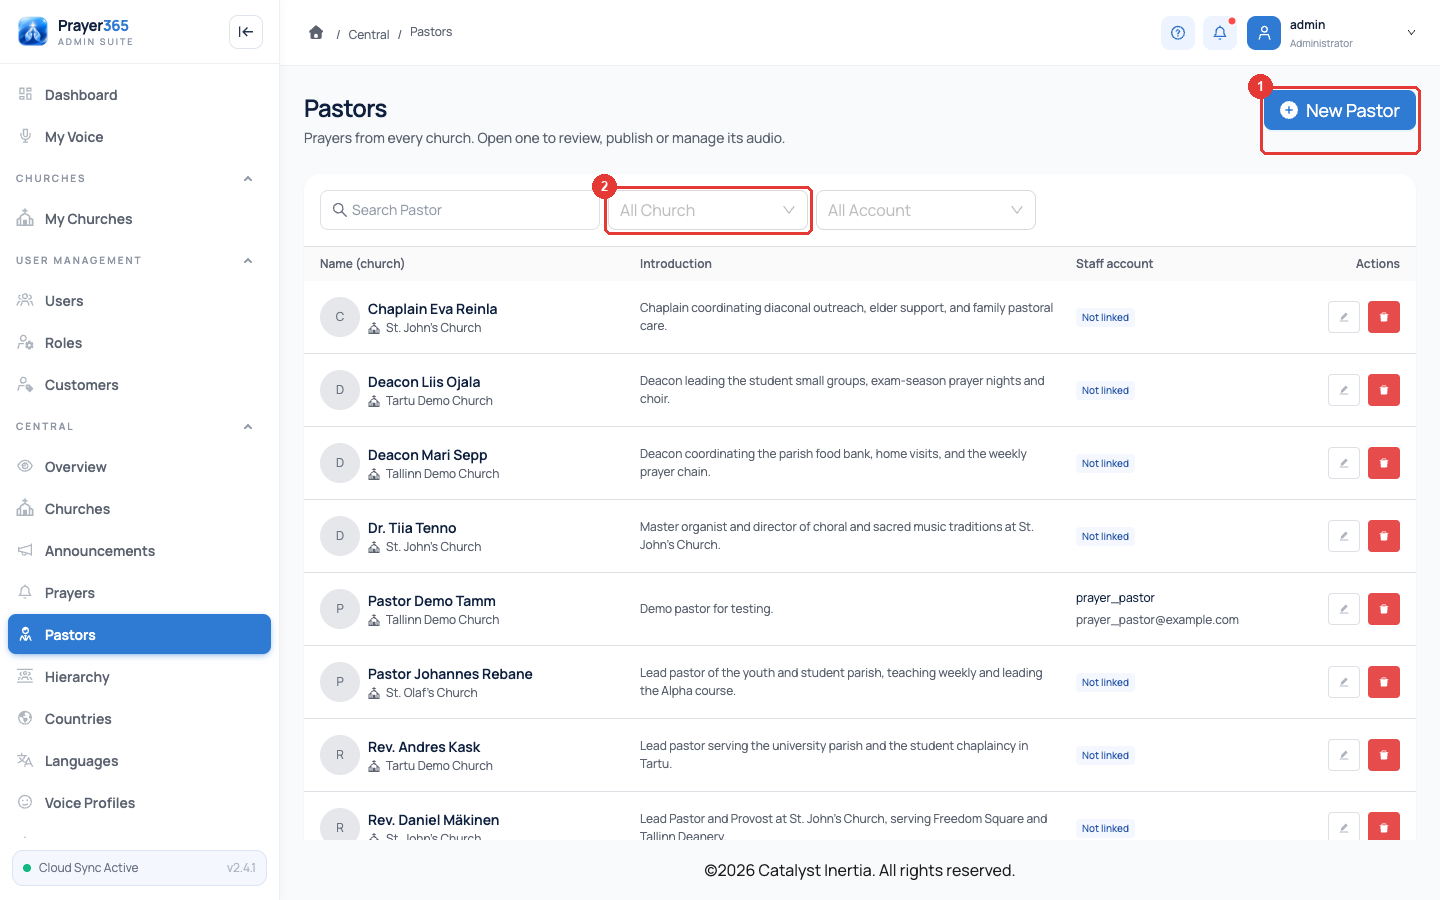 Prayer365
ADMIN SUITE
/ Central / Pastors
admin
Administrator
Dashboard
My Voice
CHURCHES
My Churches
USER MANAGEMENT
Users
Roles
Customers
CENTRAL
Overview
Churches
Announcements
Prayers
Pastors
Hierarchy
Countries
Languages
Voice Profiles
Cloud Sync Active v2.4.1
Pastors
Prayers from every church. Open one to review, publish or manage its audio.
1
New Pastor
2
Search Pastor
All Church
All Account
Name (church) Introduction Staff account Actions
C
Chaplain Eva Reinla
St. John's Church
Chaplain coordinating diaconal outreach, elder support, and family pastoral
care.
Not linked
D
Deacon Liis Ojala
Tartu Demo Church
Deacon leading the student small groups, exam-season prayer nights and
choir.
Not linked
D
Deacon Mari Sepp
Tallinn Demo Church
Deacon coordinating the parish food bank, home visits, and the weekly
prayer chain.
Not linked
D
Dr. Tiia Tenno
St. John's Church
Master organist and director of choral and sacred music traditions at St.
John's Church.
Not linked
P
Pastor Demo Tamm
Tallinn Demo Church
Demo pastor for testing.
prayer_pastor
prayer_pastor@example.com
P
Pastor Johannes Rebane
St. Olaf's Church
Lead pastor of the youth and student parish, teaching weekly and leading
the Alpha course.
Not linked
R
Rev. Andres Kask
Tartu Demo Church
Lead pastor serving the university parish and the student chaplaincy in
Tartu.
Not linked
R
Rev. Daniel Mäkinen
St. John's Church
Lead Pastor and Provost at St. John's Church, serving Freedom Square and
Tallinn Deanery.
Not linked
©2026 Catalyst Inertia. All rights reserved.